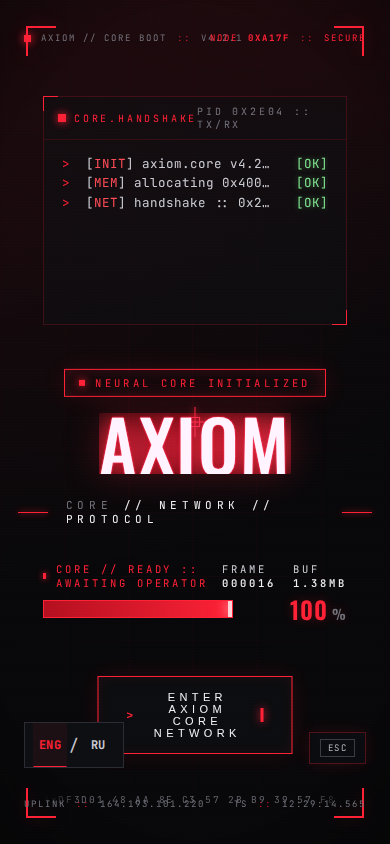 AXIOM // CORE BOOT :: V4.2.1
NODE 0XA17F :: SECURE
CORE.HANDSHAKE
PID 0X2E04 ::
TX/RX
> [INIT] axiom.core v4.2… [OK]
> [MEM] allocating 0x400… [OK]
> [NET] handshake :: 0x2… [OK]
NEURAL CORE INITIALIZED
AXIOM
CORE // NETWORK //
PROTOCOL
CORE // READY ::
AWAITING OPERATOR
FRAME
000016
BUF
1.38MB
100 %
> ENTER
AXIOM
CORE
NETWORK
ENG / RU
ESC
UPLINK :: 164.193.101.220
TS :: 12:29:14.565